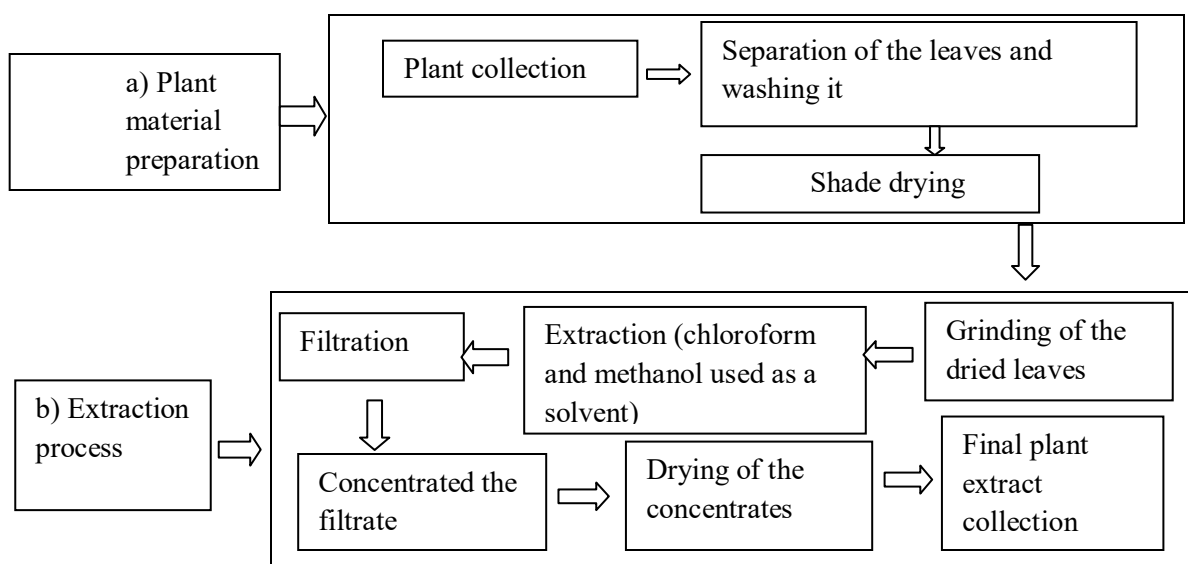 a) Plant
material
preparation
Plant collection
Separation of the leaves and
washing it
Shade drying
b) Extraction
process
Grinding of the
dried leaves
Extraction (chloroform
and methanol used as a
solvent)
Filtration
Concentrated the
filtrate
Drying of the
concentrates
Final plant
extract
collection